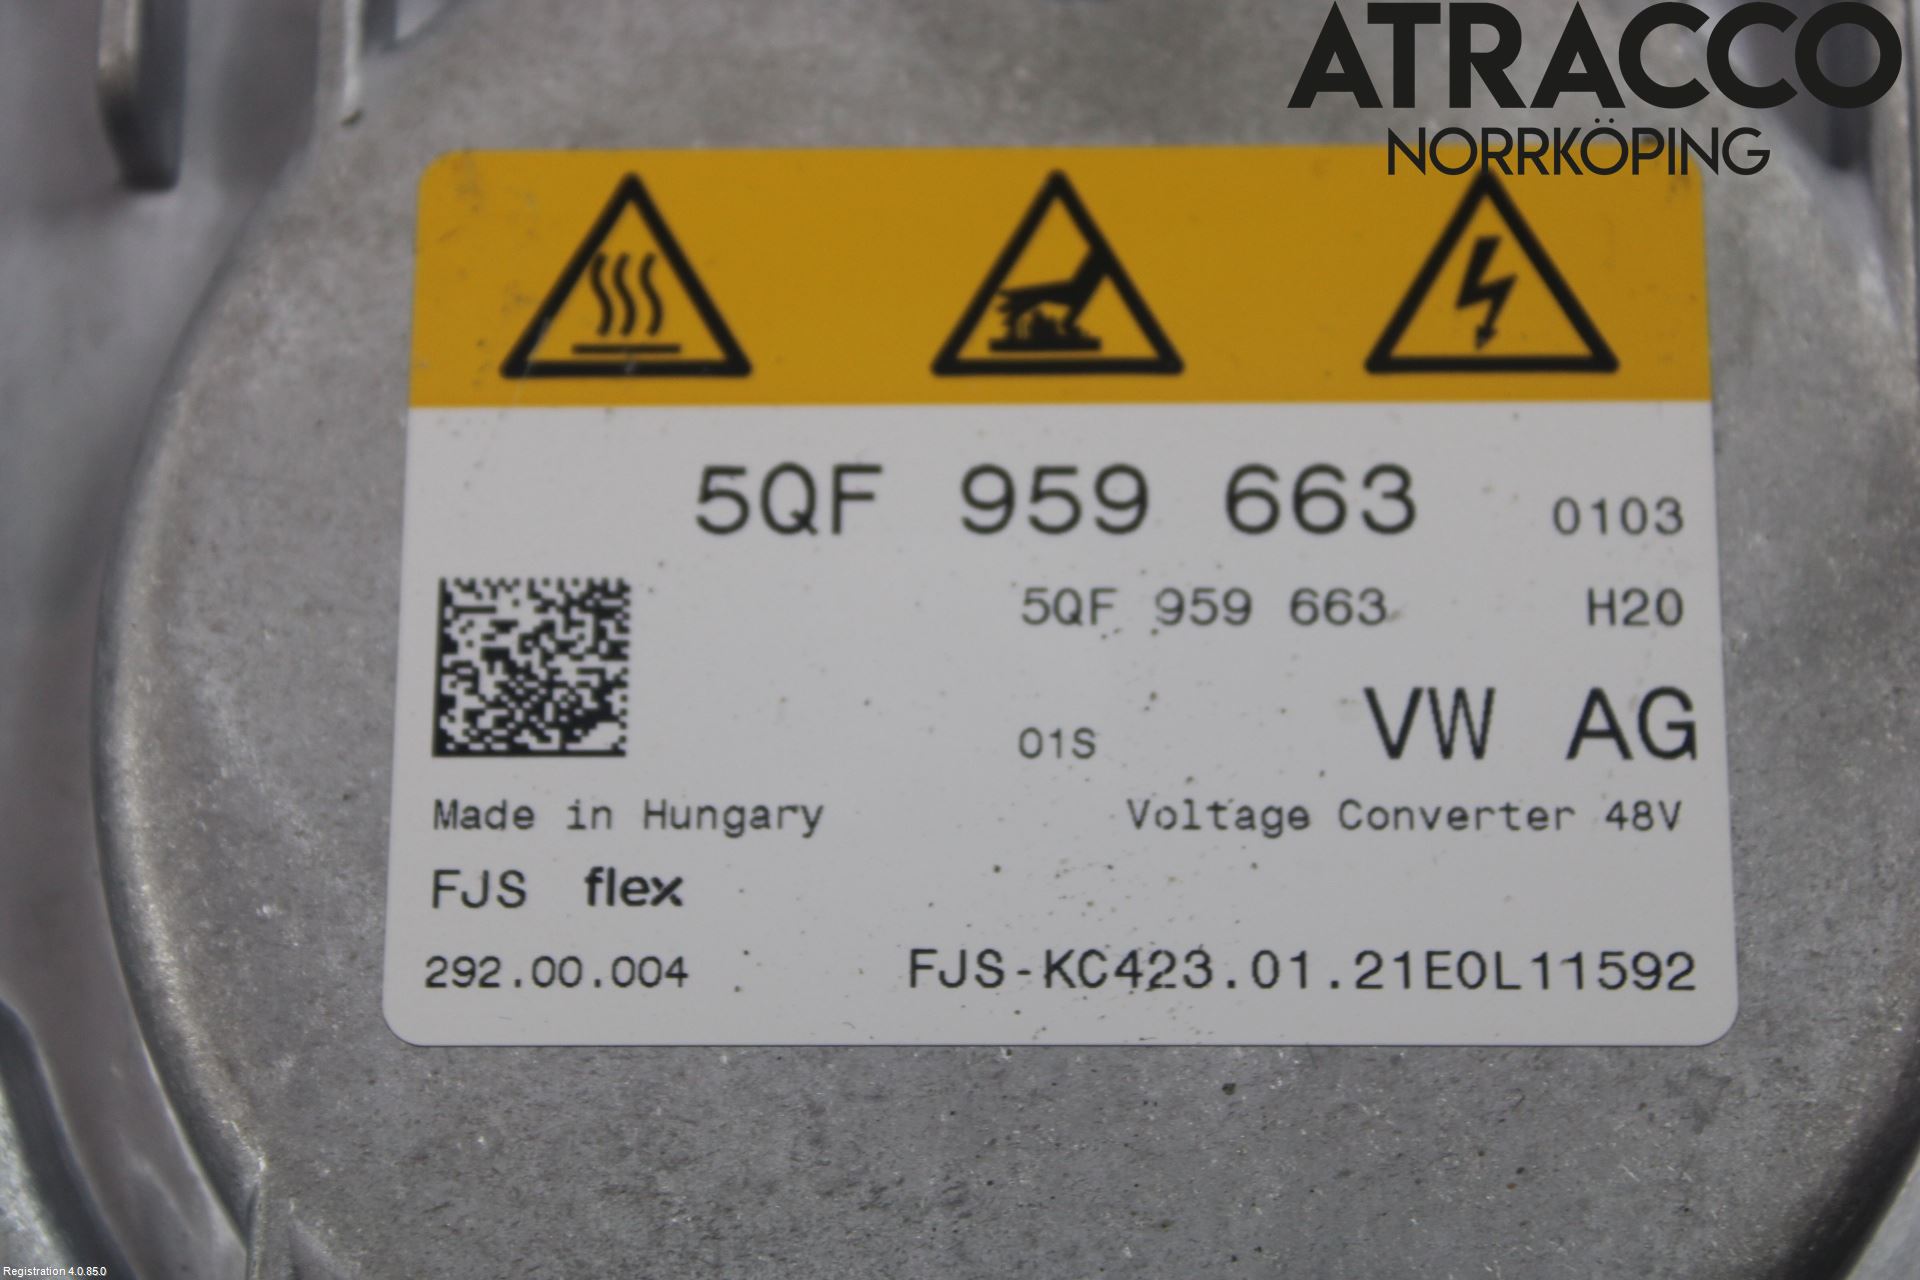 ATRACCO
NORRKÖPING
5QF 959 663 0103
5QF 959 663 H20
01S VW AG
Made in Hungary Voltage Converter 48V
FJS flex
292.00.004 FJS-KC423.01.21E0L11592
Registration 4.0.85.0